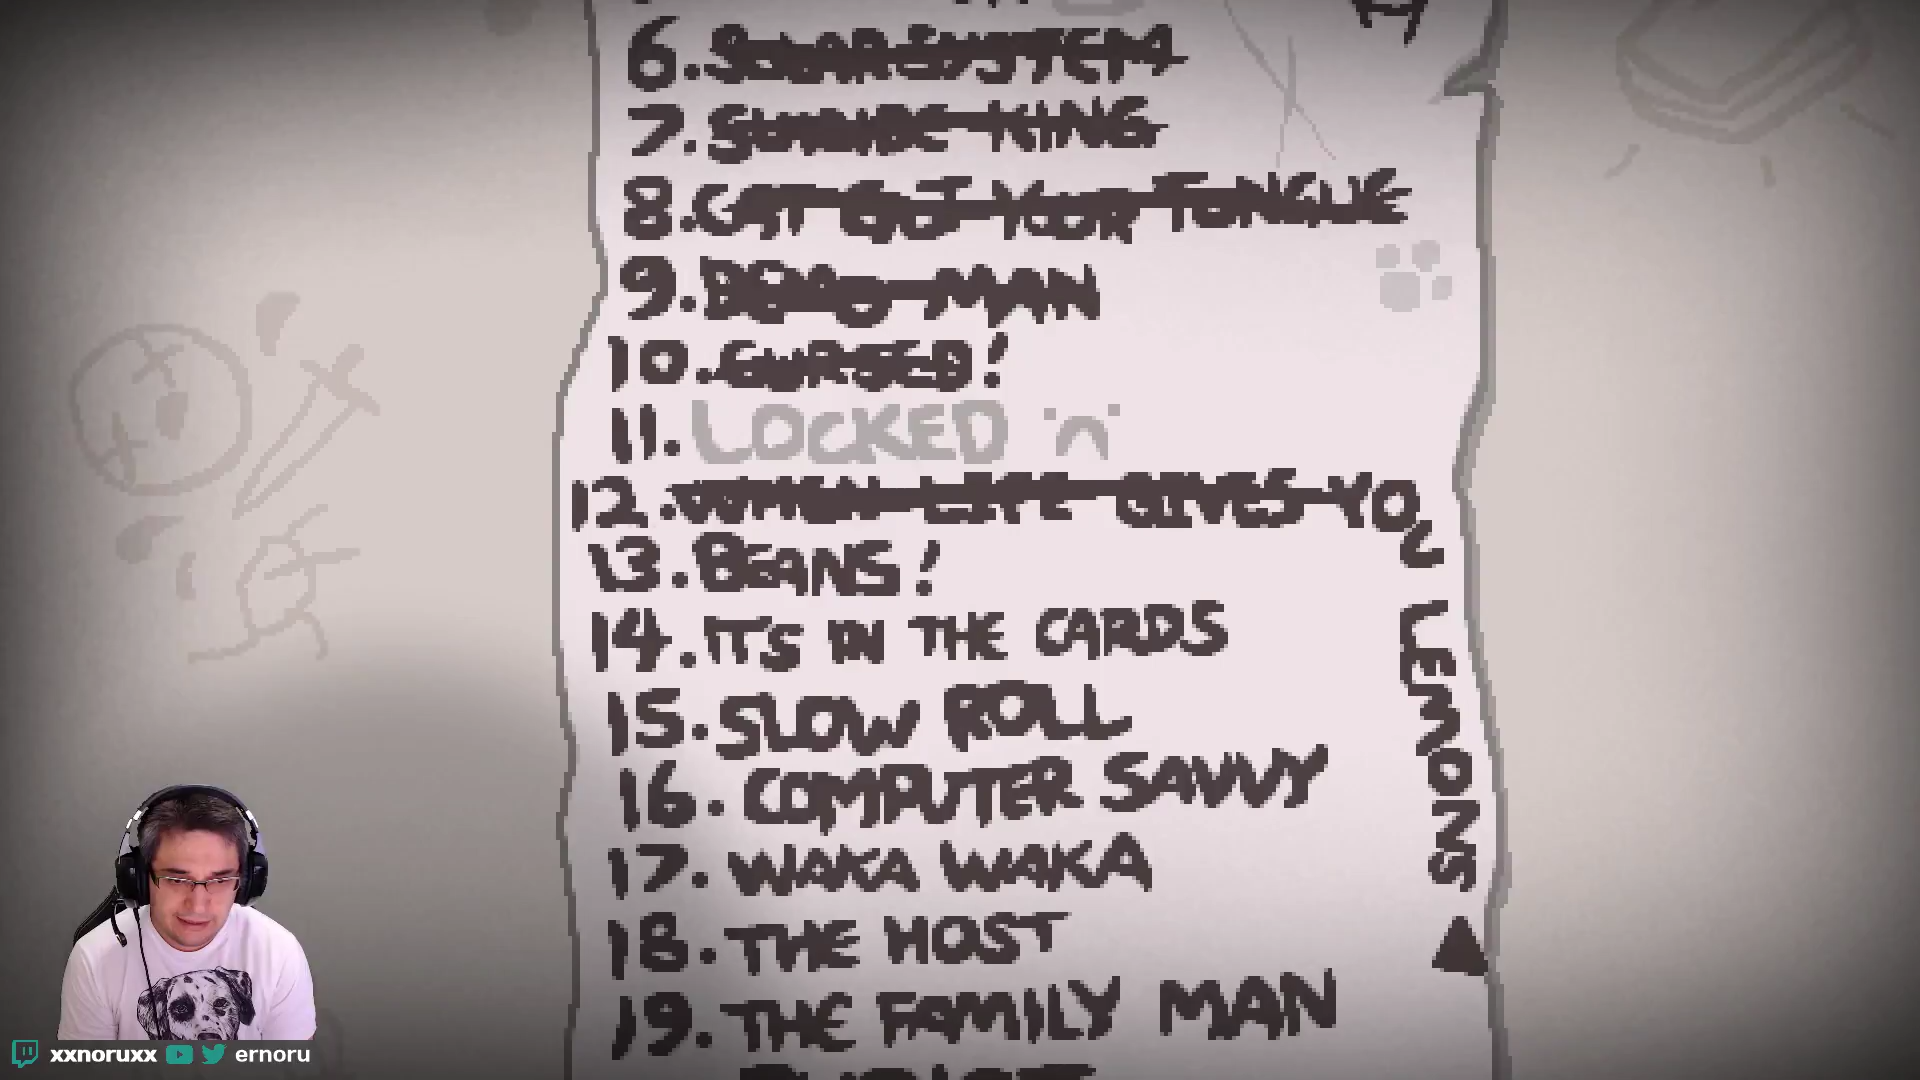 6. SOLAR SYSTEM
7. SUICIDE KING
8. CAT GOT YOUR TONGUE
9. DEMO MAN
10. CURSED!
11. LOCKED
12. WHEN LIFE GIVES YOU LEMONS
13. BEANS!
14. IT'S IN THE CARDS
15. SLOW ROLL
16. COMPUTER SAVVY
17. WAKA WAKA
18. THE HOST
19. THE FAMILY MAN
xxnoruxx ernoru